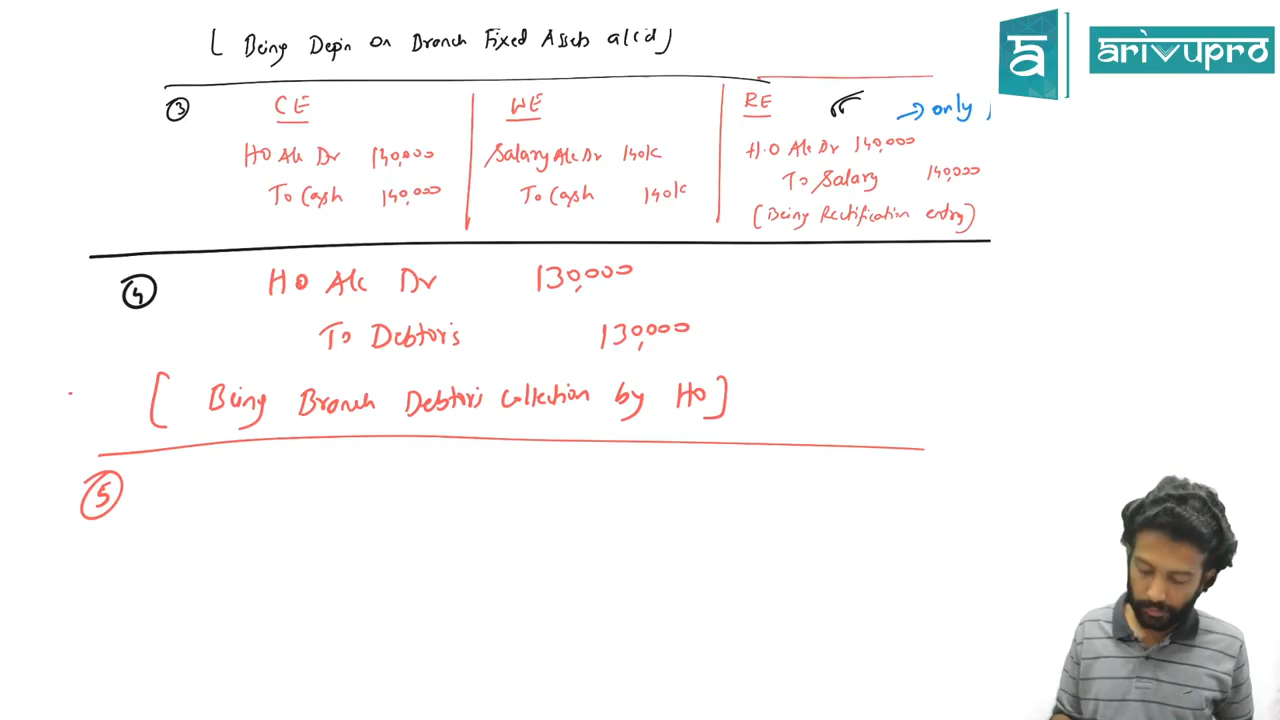 ( Being Depn on Branch Fixed Assets a/c'd )
arivupro
③ CE
HO A/c Dr 140,000
To Cash 140,000
WE
Salary A/c Dr 140k
To Cash 140k
RE → only
H.O A/c Dr 140,000
To Salary 140,000
(Being Rectification entry)
④ HO A/c Dr 130,000
To Debtors 130,000
[ Being Branch Debtors Collection by HO ]
⑤